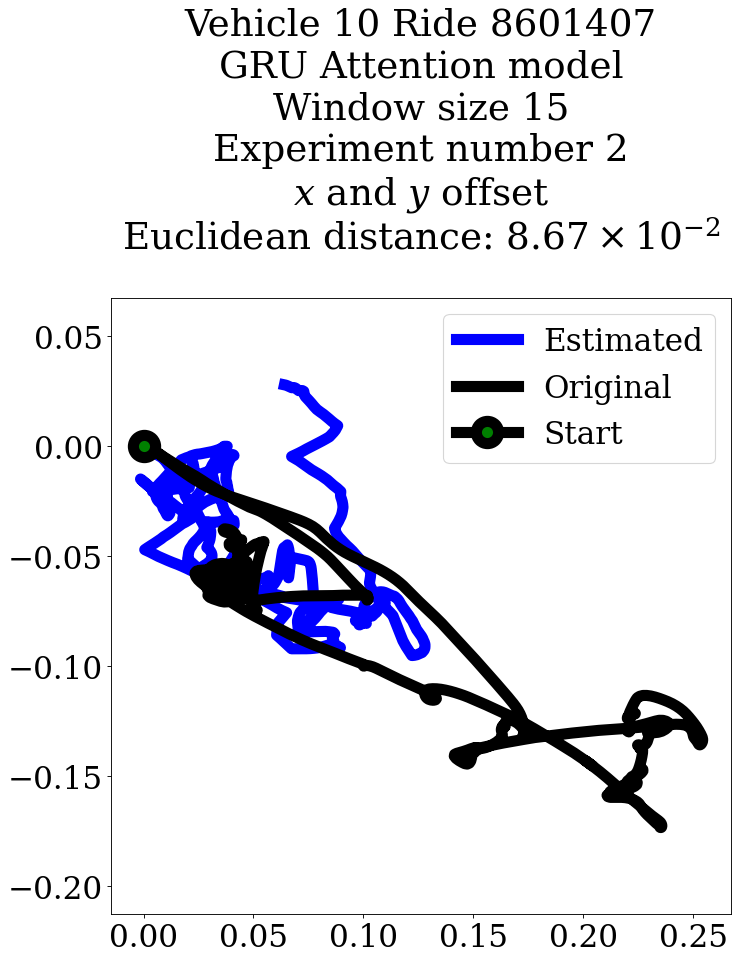 Vehicle 10 Ride 8601407
GRU Attention model
Window size 15
Experiment number 2
x and y offset
Euclidean distance: 8.67 × 10⁻²
Estimated
Original
Start
0.05
0.00
−0.05
−0.10
−0.15
−0.20
0.00 0.05 0.10 0.15 0.20 0.25